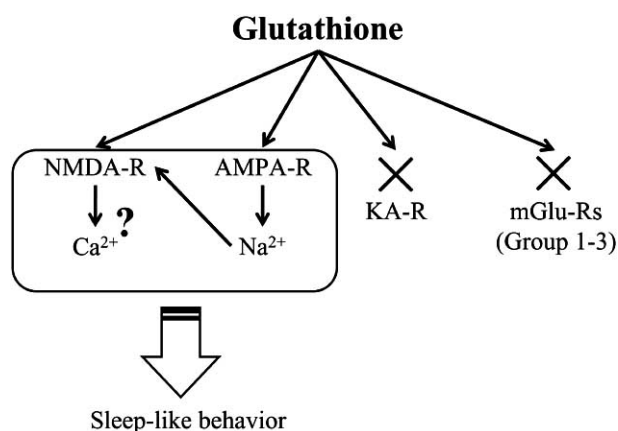 Glutathione
NMDA-R
AMPA-R
KA-R
mGlu-Rs
(Group 1-3)
Ca²⁺
?
Na²⁺
Sleep-like behavior